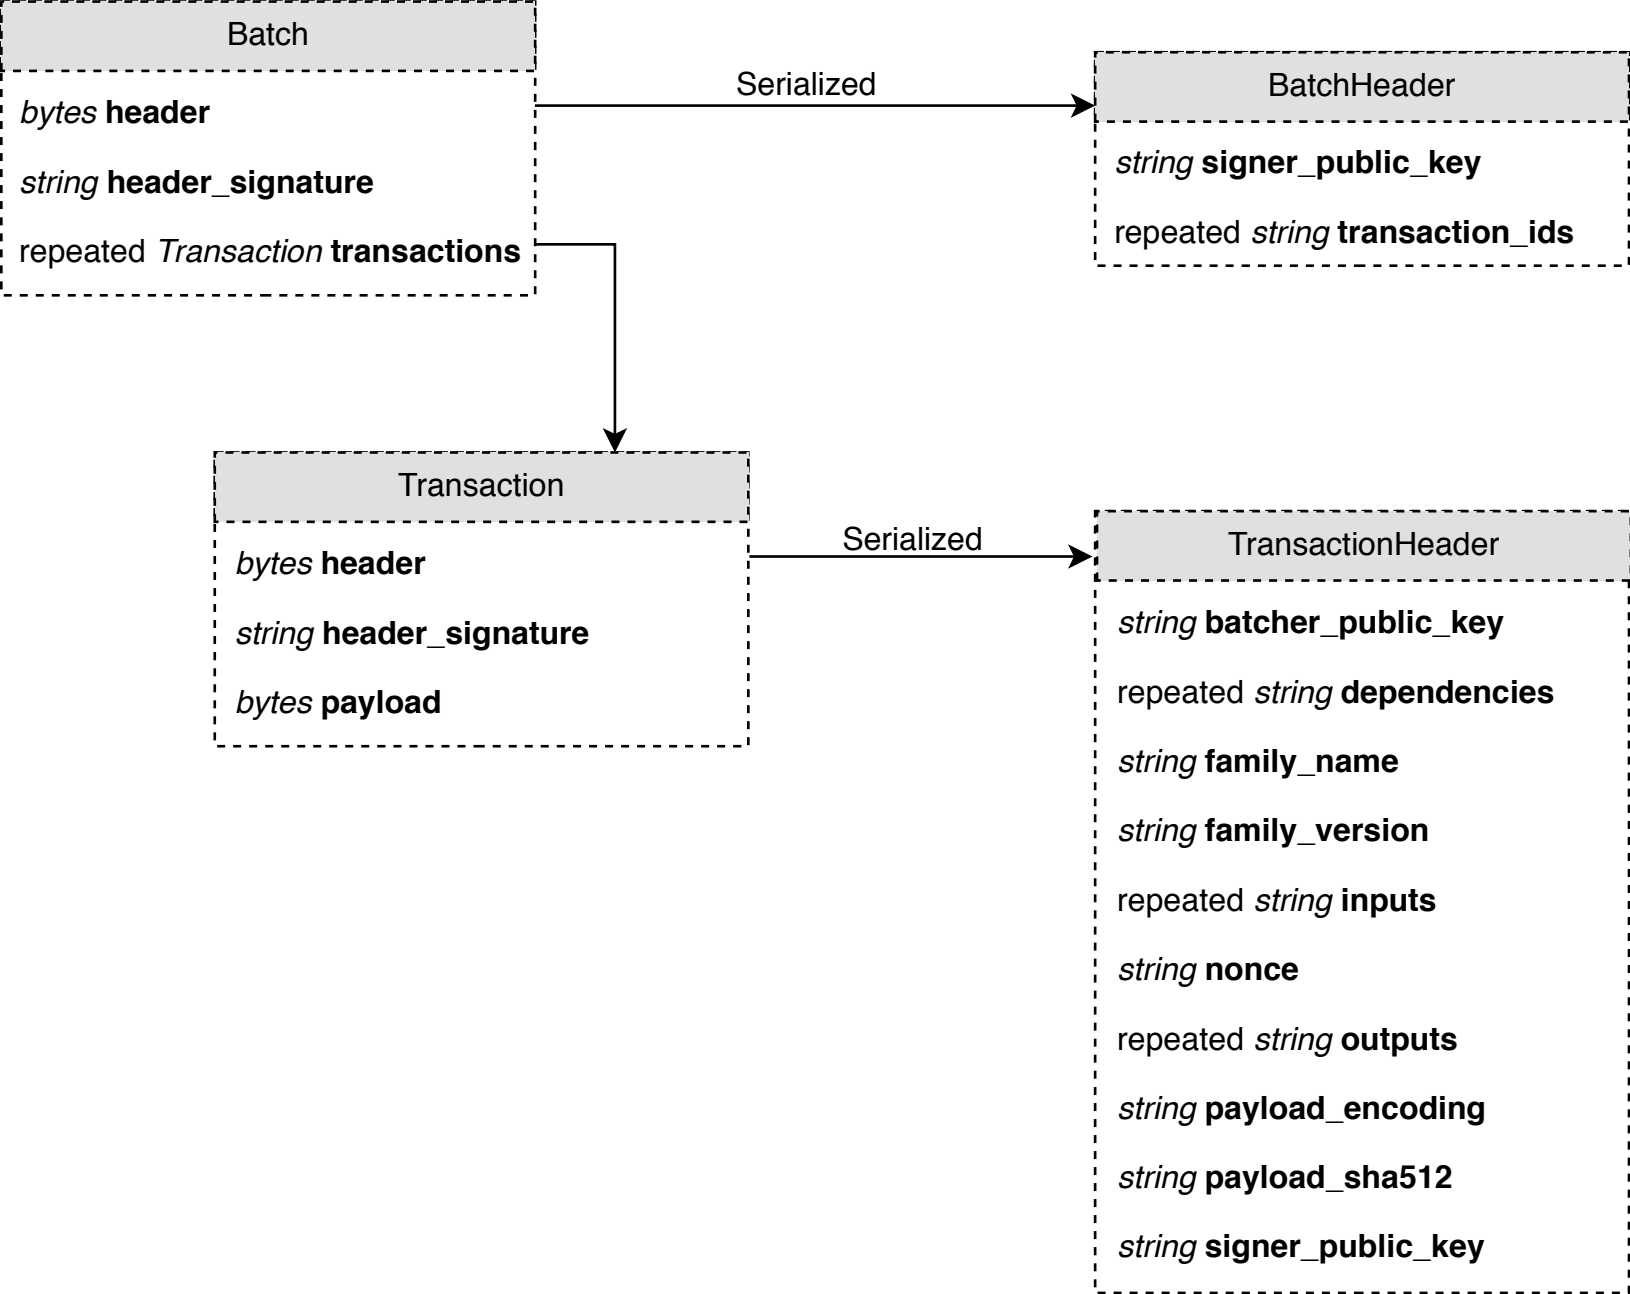 Batch
bytes header
string header_signature
repeated Transaction transactions
Serialized
BatchHeader
string signer_public_key
repeated string transaction_ids
Transaction
bytes header
string header_signature
bytes payload
Serialized
TransactionHeader
string batcher_public_key
repeated string dependencies
string family_name
string family_version
repeated string inputs
string nonce
repeated string outputs
string payload_encoding
string payload_sha512
string signer_public_key